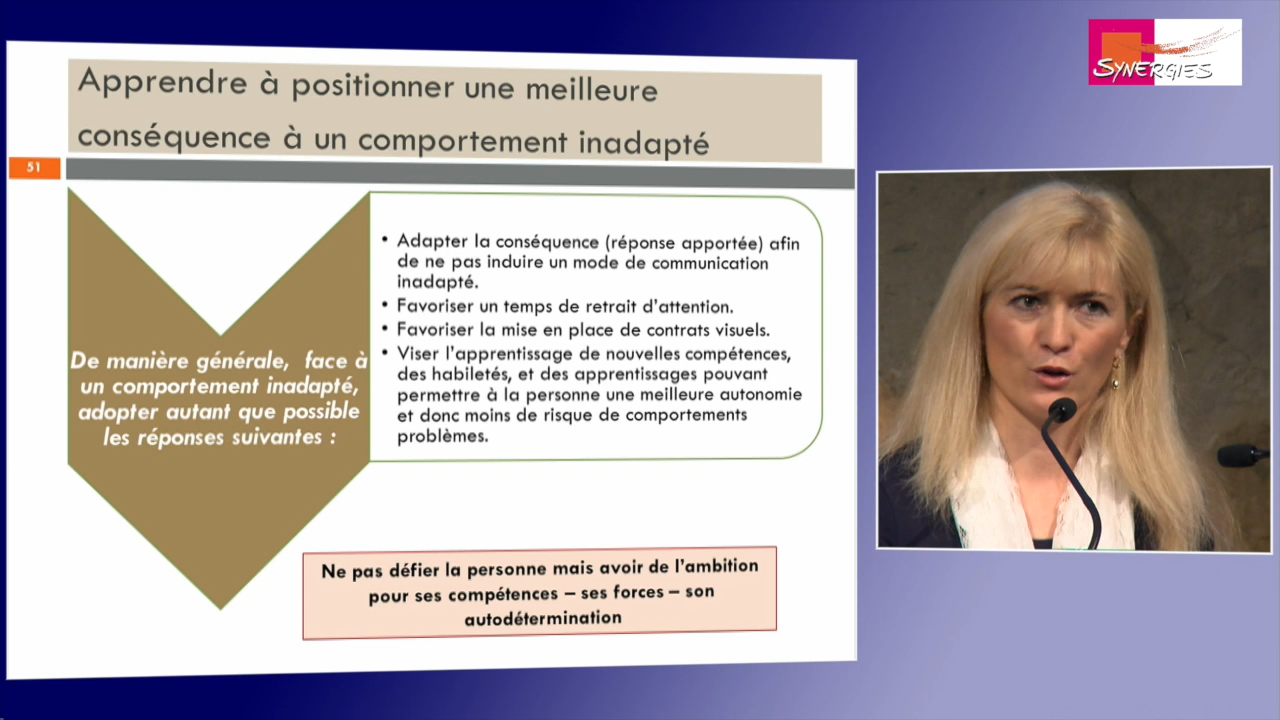 Apprendre à positionner une meilleure
conséquence à un comportement inadapté
51
De manière générale, face à
un comportement inadapté,
adopter autant que possible
les réponses suivantes :
• Adapter la conséquence (réponse apportée) afin
de ne pas induire un mode de communication
inadapté.
• Favoriser un temps de retrait d'attention.
• Favoriser la mise en place de contrats visuels.
• Viser l'apprentissage de nouvelles compétences,
des habiletés, et des apprentissages pouvant
permettre à la personne une meilleure autonomie
et donc moins de risque de comportements
problèmes.
Ne pas défier la personne mais avoir de l'ambition
pour ses compétences – ses forces – son
autodétermination
SYNERGIES